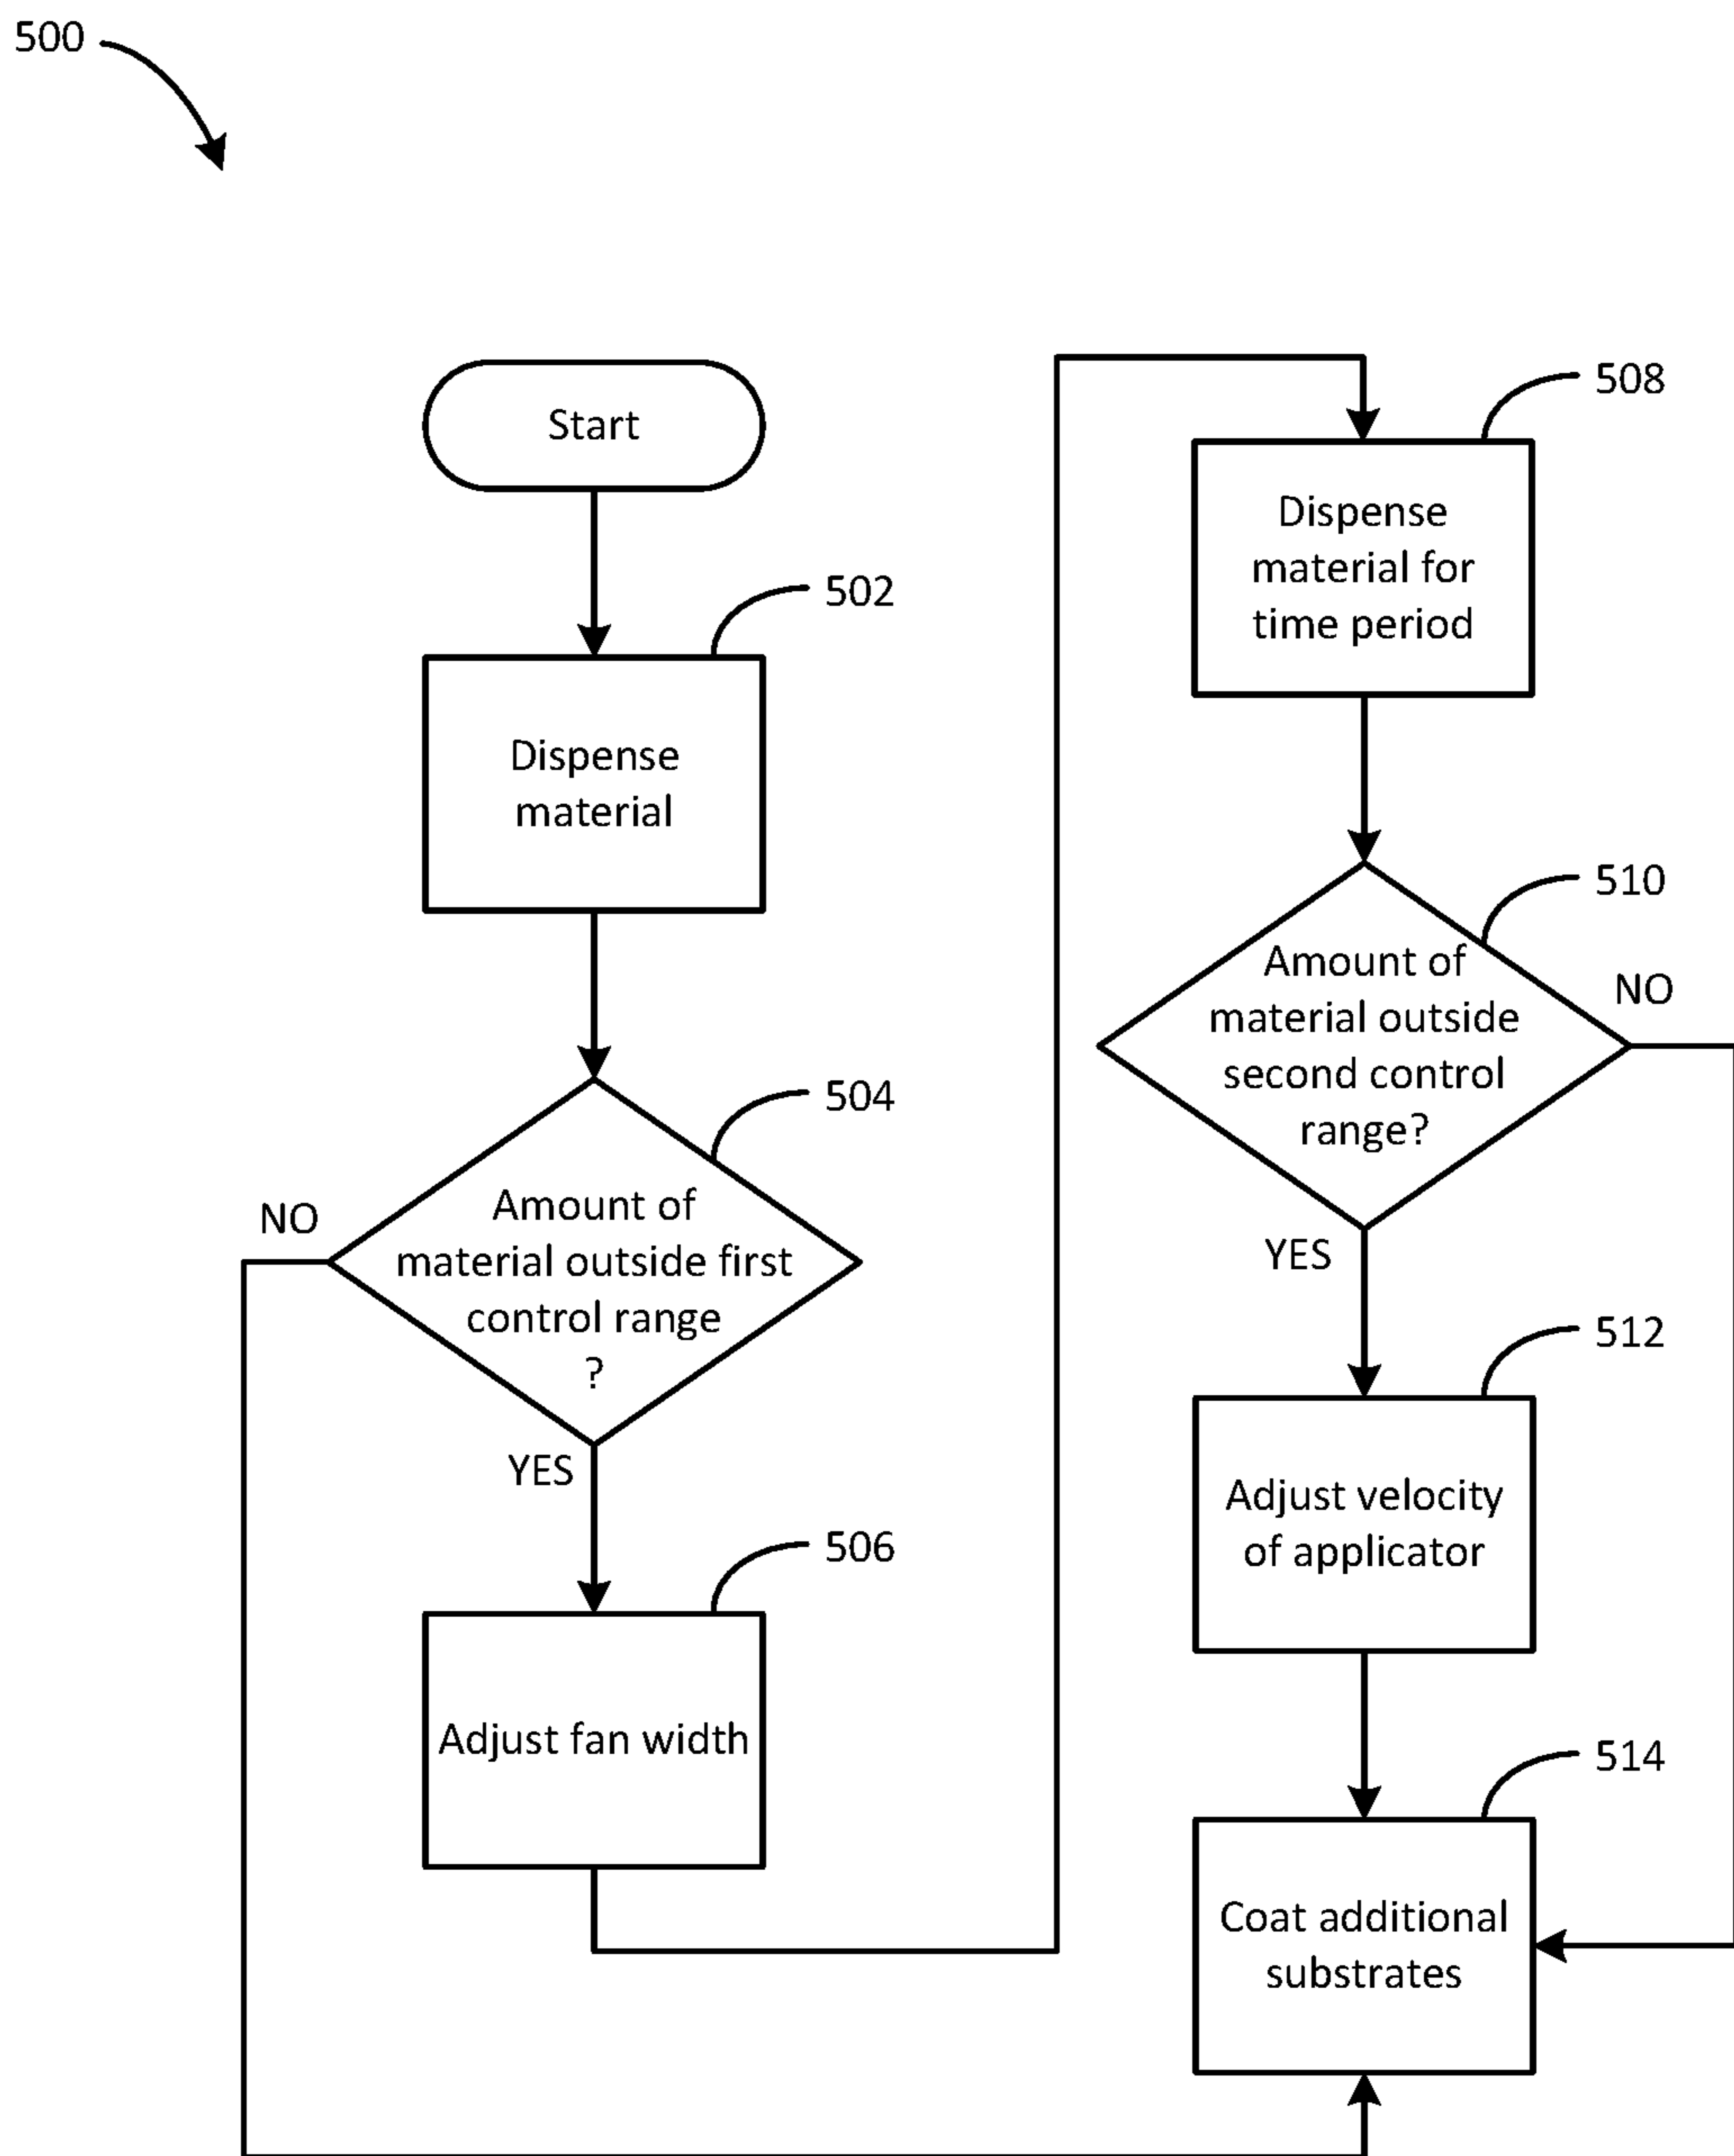 500
Start
502
Dispense
material
504
Amount of
material outside first
control range
?
NO
YES
506
Adjust fan width
508
Dispense
material for
time period
510
Amount of
material outside
second control
range?
NO
YES
512
Adjust velocity
of applicator
514
Coat additional
substrates